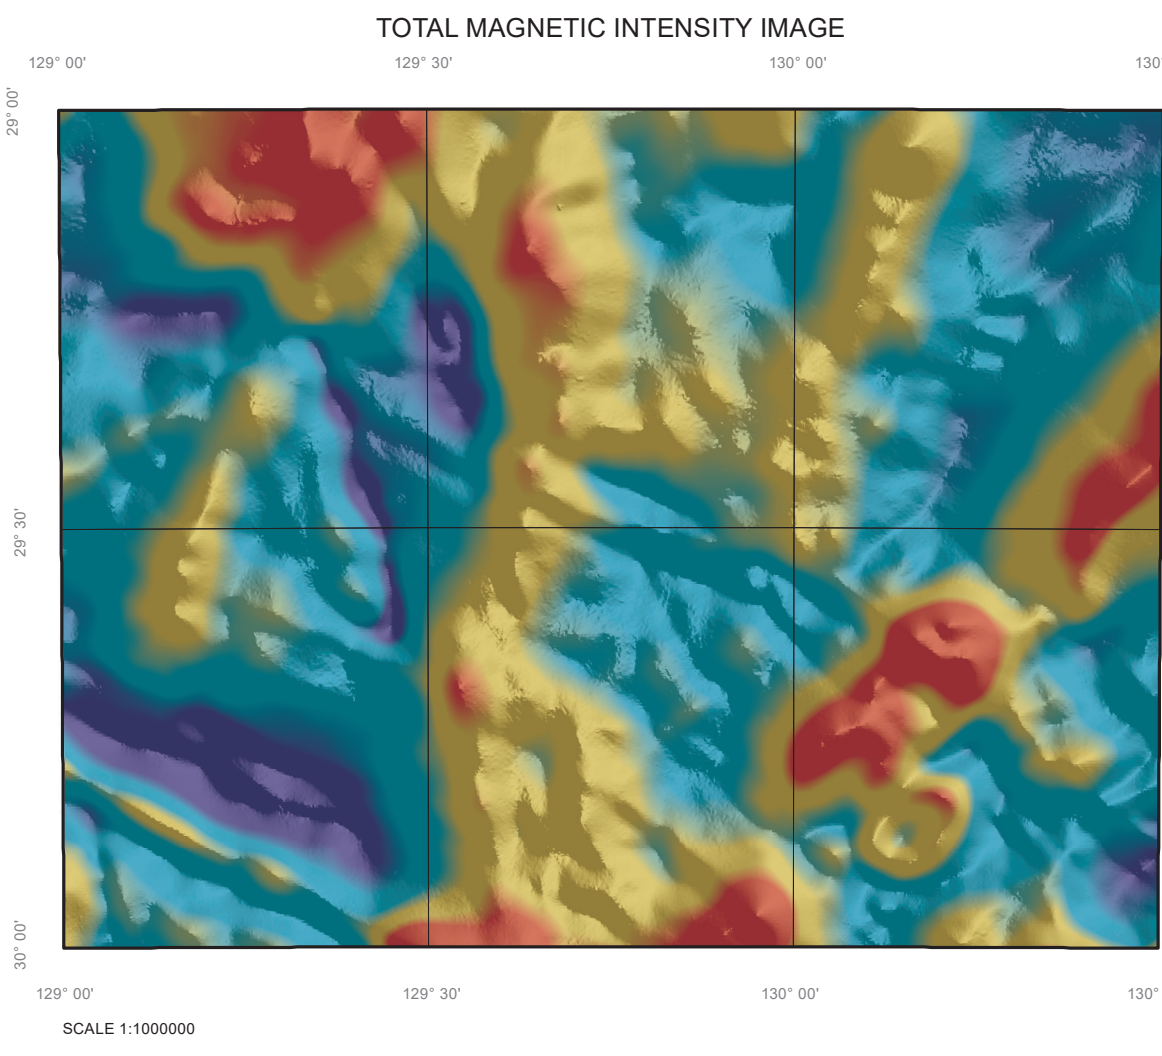 TOTAL MAGNETIC INTENSITY IMAGE
129° 00' 129° 30' 130° 00' 130
29° 00'
29° 30'
30° 00'
129° 00' 129° 30' 130° 00' 130°
SCALE 1:1000000